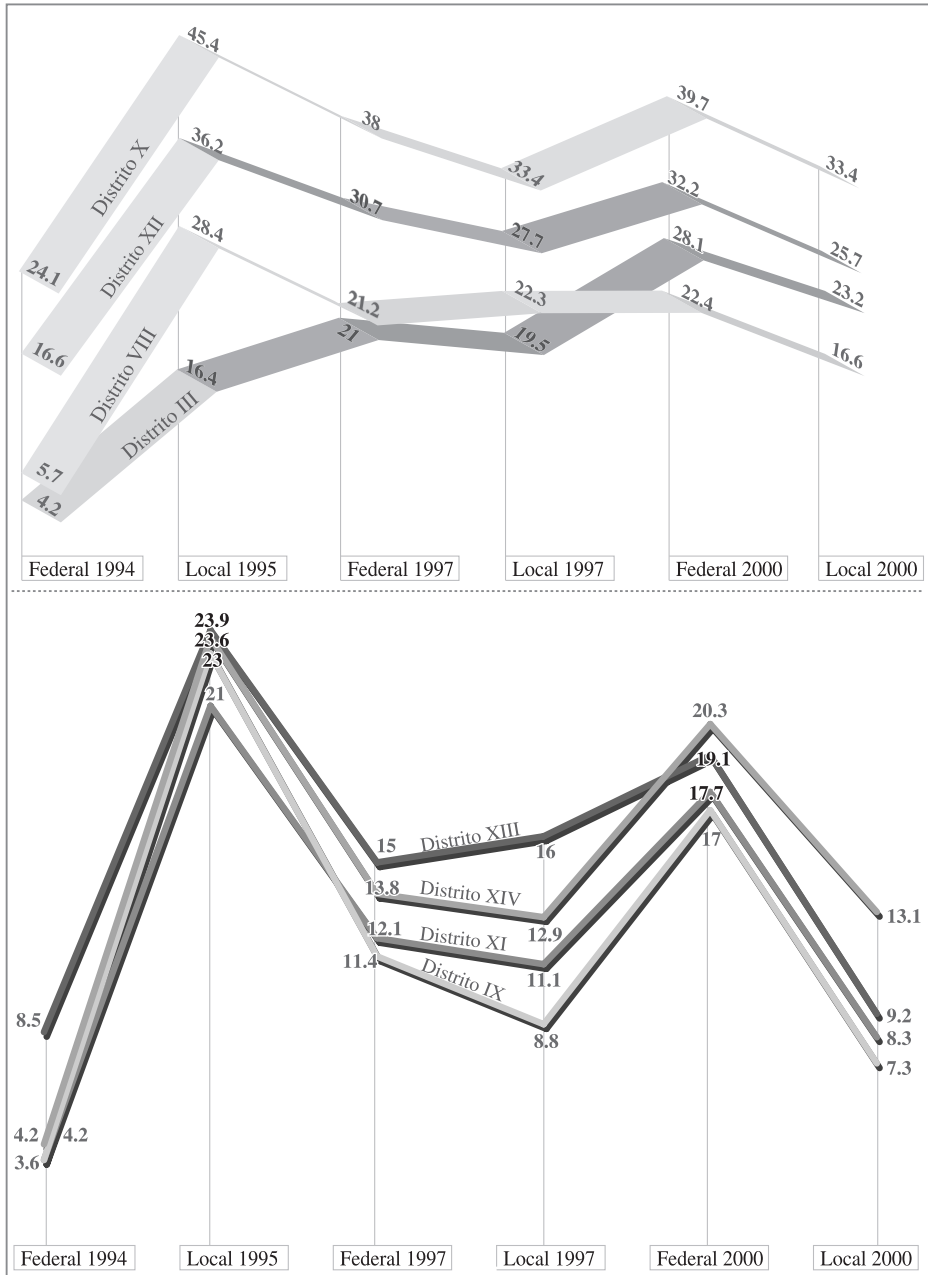 45.4
39.7
38
36.2
33.4
33.4
Distrito X
32.2
30.7
28.4
27.7
28.1
25.7
24.1
Distrito XII
23.2
21.2
22.3
22.4
21
19.5
16.6
Distrito VIII
16.4
16.6
Distrito III
5.7
4.2
Federal 1994
Local 1995
Federal 1997
Local 1997
Federal 2000
Local 2000
23.9
23.6
23
21
20.3
19.1
17.7
15
Distrito XIII
16
17
13.8
Distrito XIV
12.9
13.1
12.1
Distrito XI
11.4
Distrito IX
11.1
8.5
8.8
9.2
8.3
7.3
4.2
4.2
3.6
Federal 1994
Local 1995
Federal 1997
Local 1997
Federal 2000
Local 2000